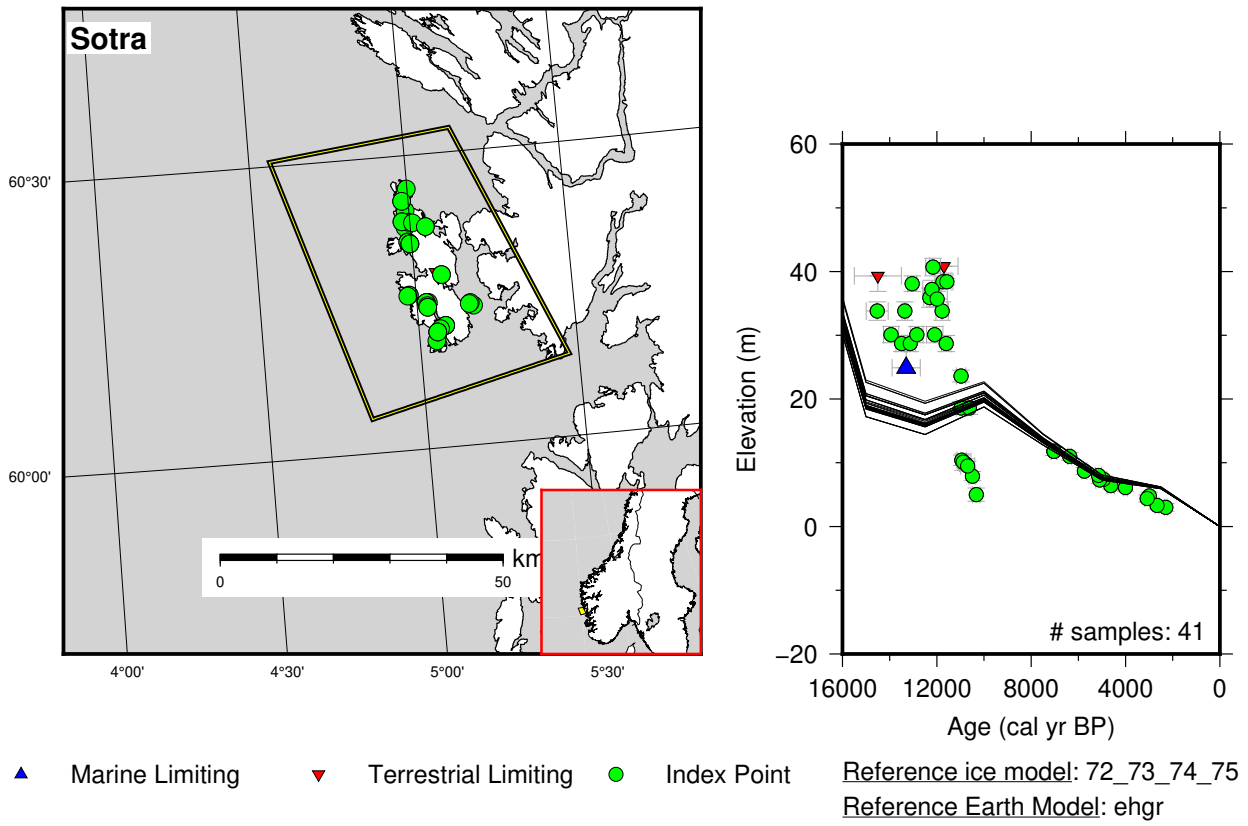 Sotra
60°30'
60°00'
km
0
50
4°00'
4°30'
5°00'
5°30'
60
40
20
0
−20
Elevation (m)
# samples: 41
16000 12000 8000 4000 0
Age (cal yr BP)
Marine Limiting Terrestrial Limiting Index Point
Reference ice model: 72_73_74_75
Reference Earth Model: ehgr